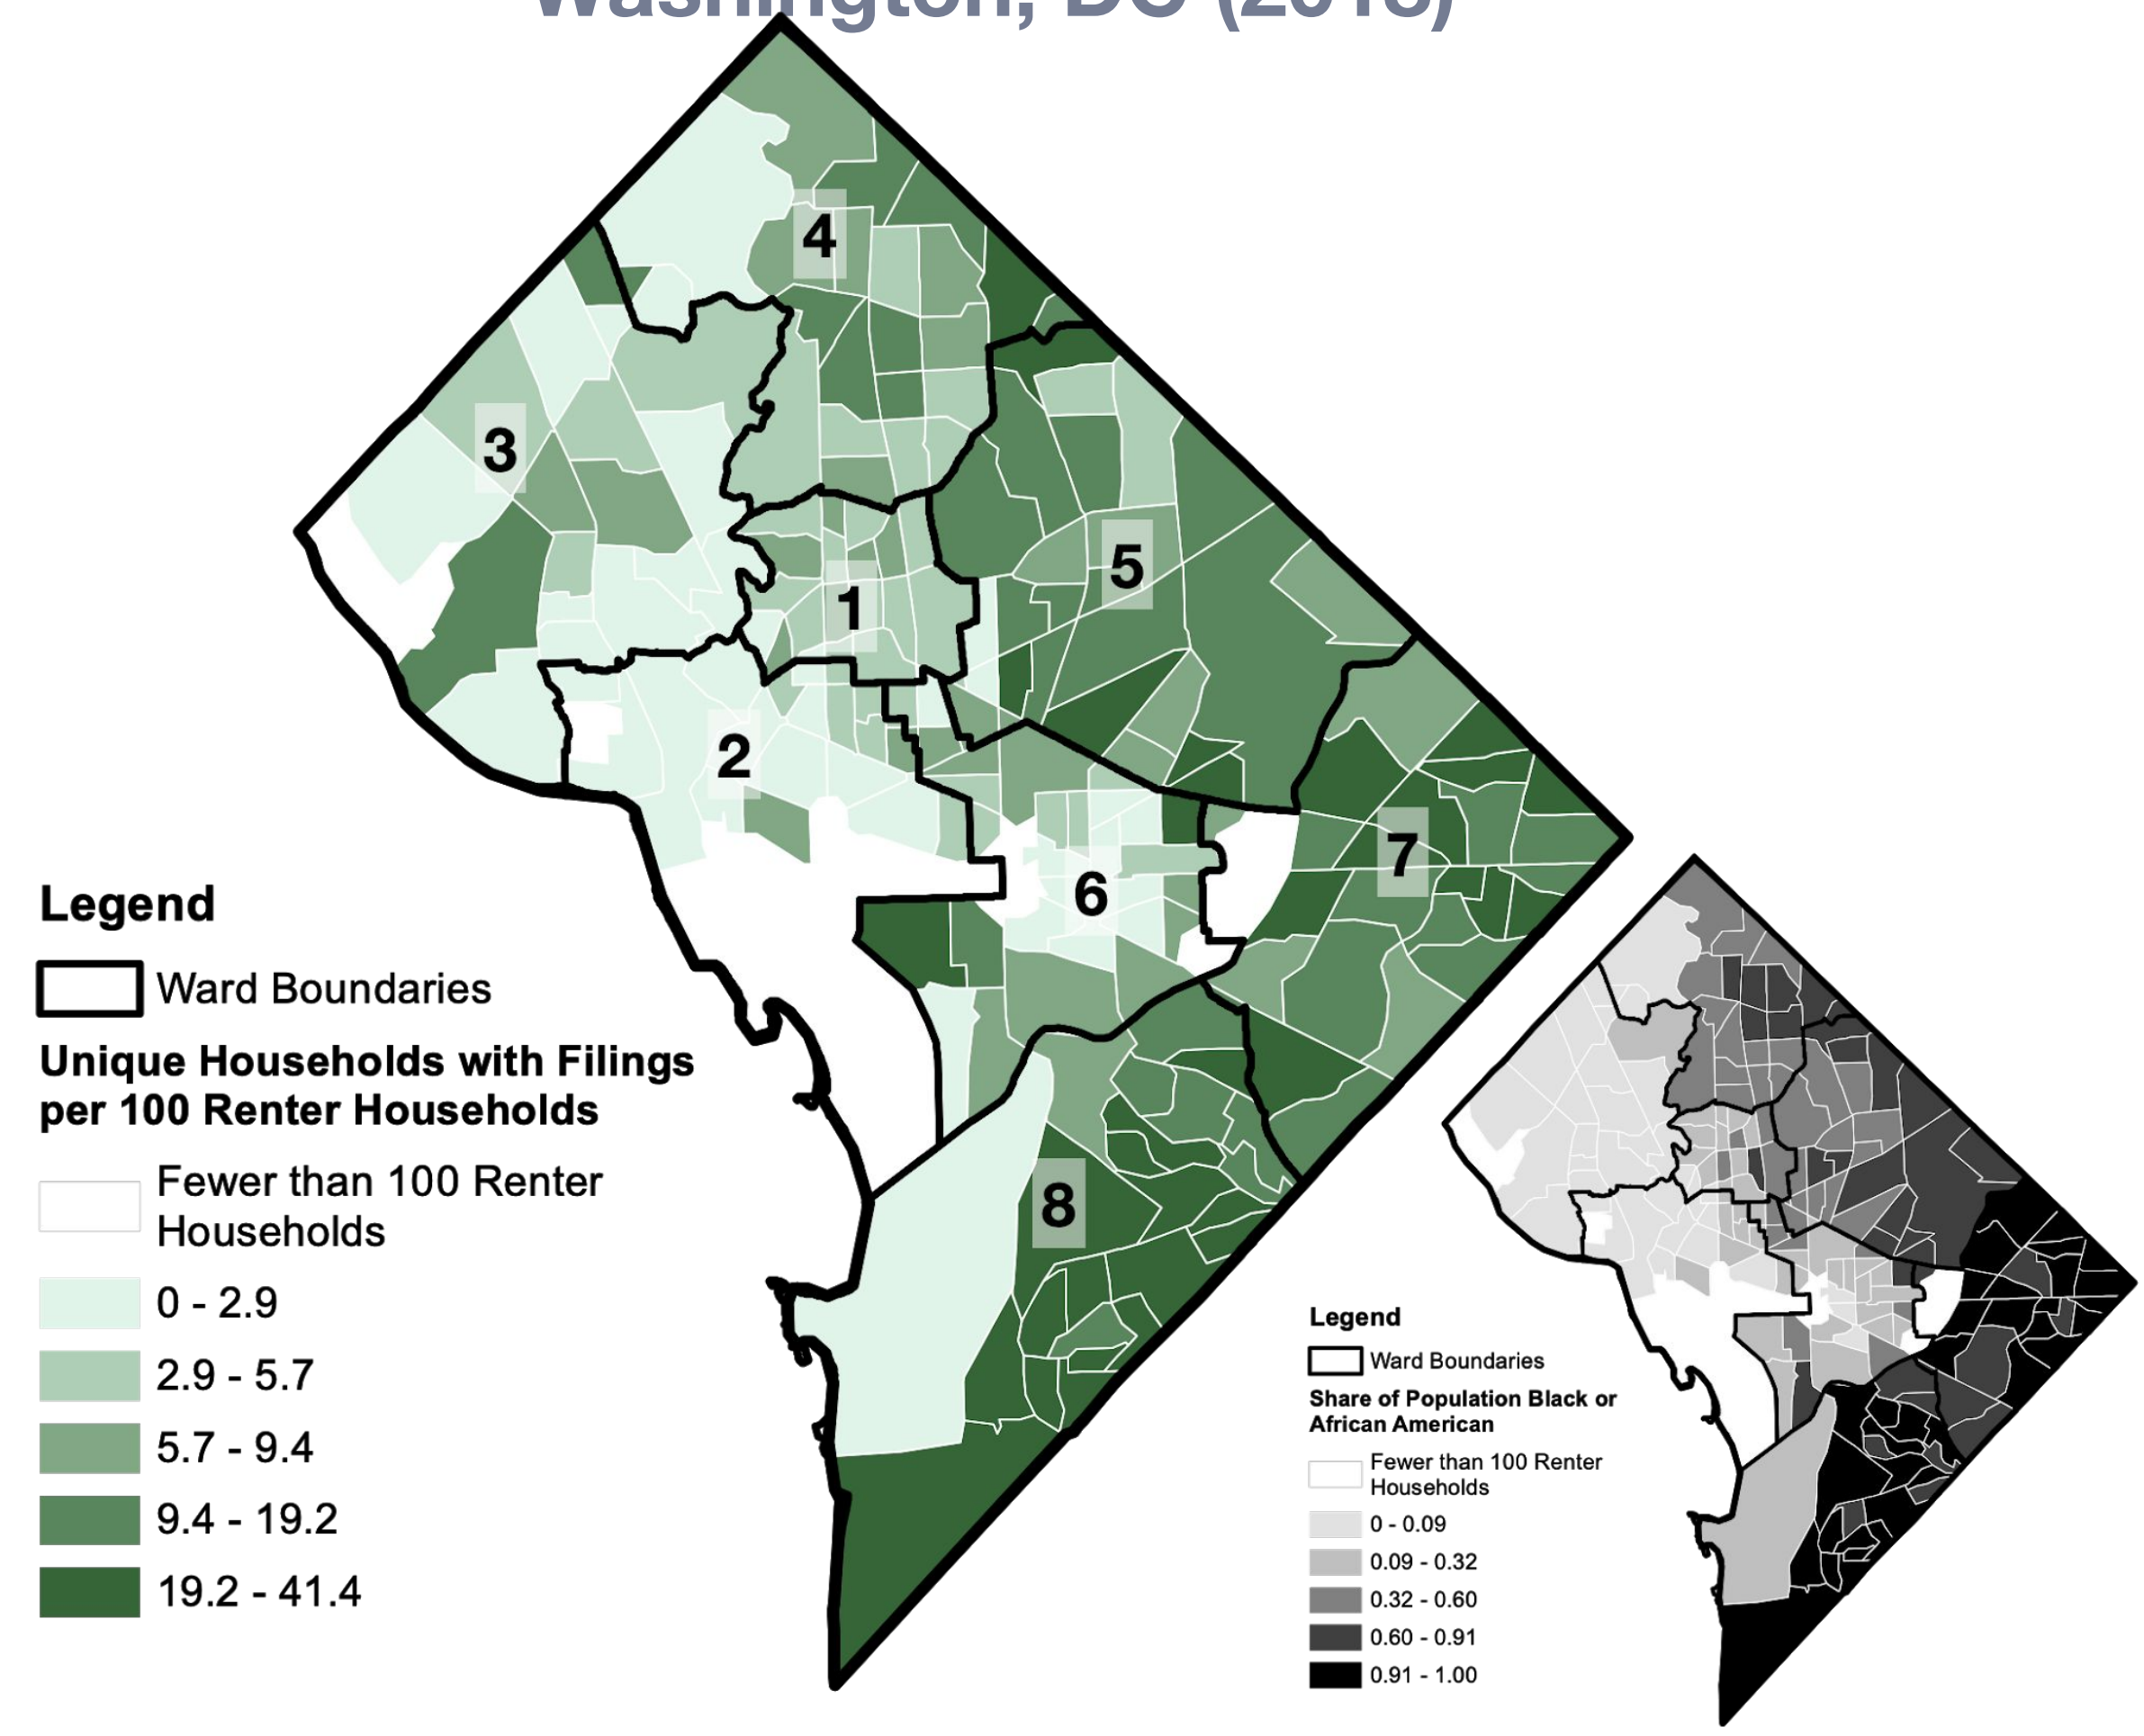 Washington, DC (2018)
4
3
5
1
2
7
6
8
Legend
Ward Boundaries
Unique Households with Filings
per 100 Renter Households
Fewer than 100 Renter
Households
0 - 2.9
2.9 - 5.7
5.7 - 9.4
9.4 - 19.2
19.2 - 41.4
Legend
Ward Boundaries
Share of Population Black or
African American
Fewer than 100 Renter
Households
0 - 0.09
0.09 - 0.32
0.32 - 0.60
0.60 - 0.91
0.91 - 1.00